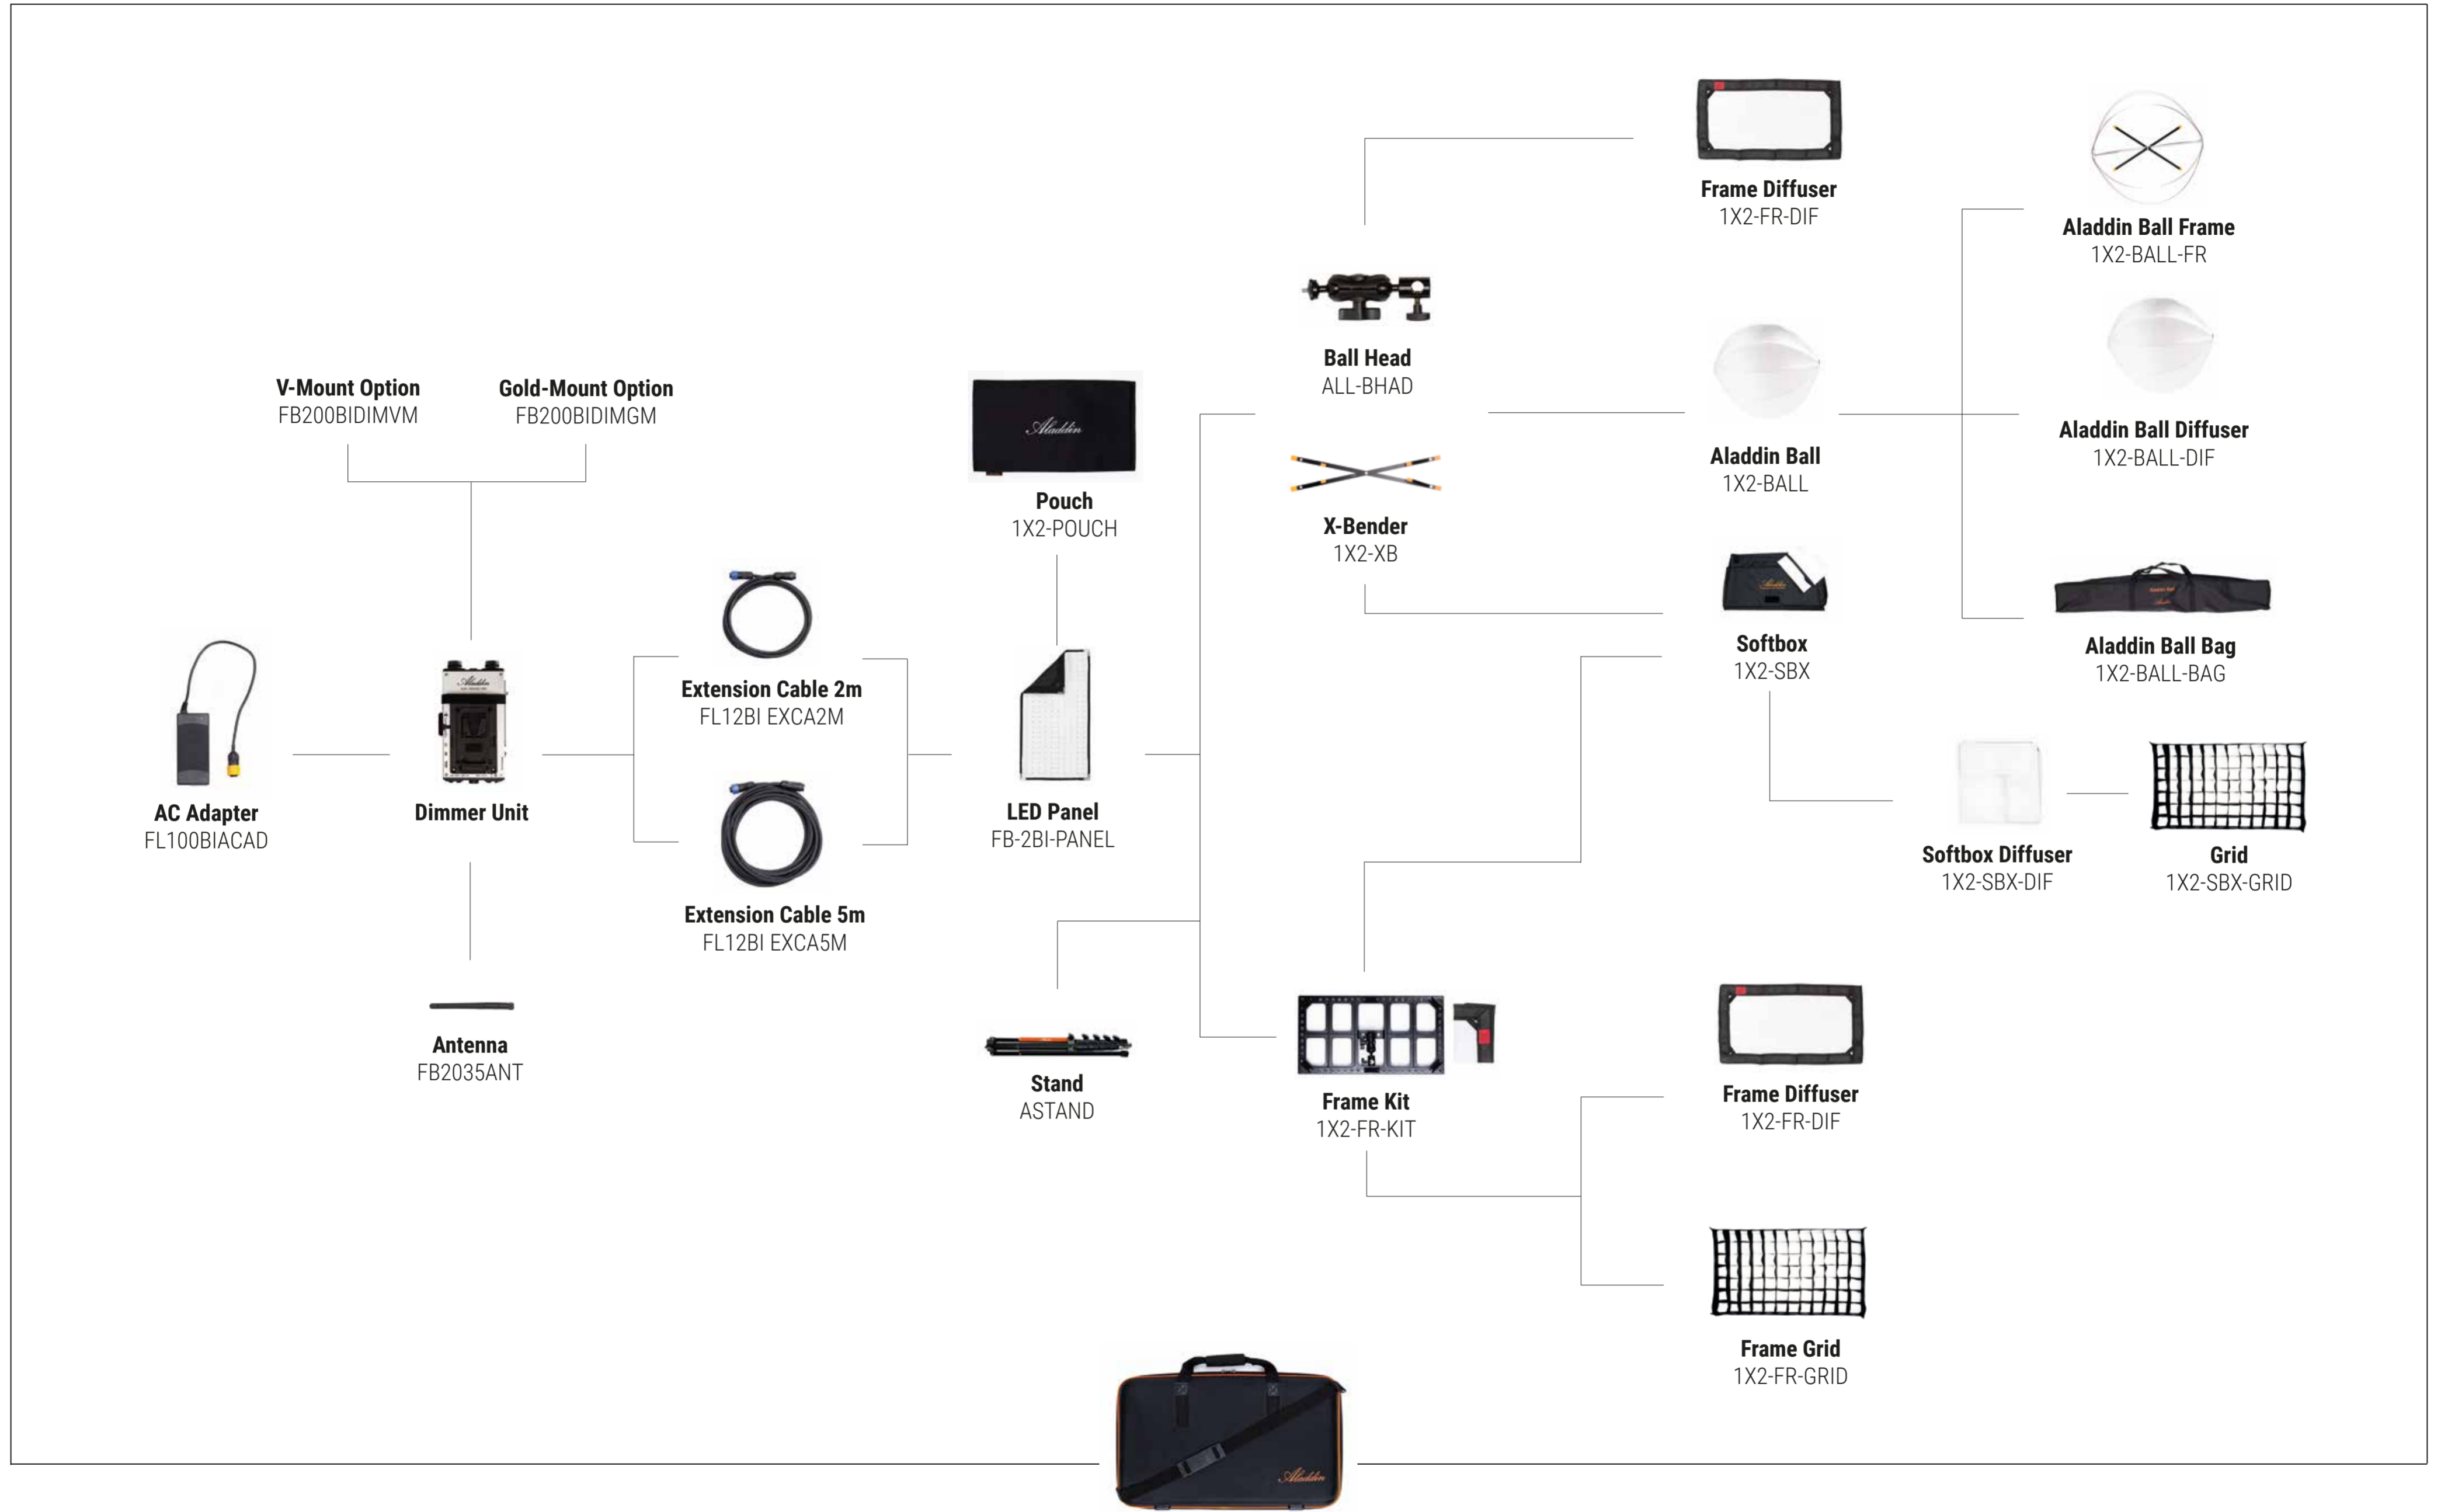 Frame Diffuser
1X2-FR-DIF
Aladdin Ball Frame
1X2-BALL-FR
Ball Head
ALL-BHAD
V-Mount Option
FB200BIDIMVM
Gold-Mount Option
FB200BIDIMGM
Aladdin
Pouch
1X2-POUCH
X-Bender
1X2-XB
Aladdin Ball
1X2-BALL
Aladdin Ball Diffuser
1X2-BALL-DIF
Aladdin
Softbox
1X2-SBX
Aladdin Ball Bag
1X2-BALL-BAG
Extension Cable 2m
FL12BI EXCA2M
AC Adapter
FL100BIACAD
Aladdin
Dimmer Unit
LED Panel
FB-2BI-PANEL
Softbox Diffuser
1X2-SBX-DIF
Grid
1X2-SBX-GRID
Extension Cable 5m
FL12BI EXCA5M
Antenna
FB2035ANT
Stand
ASTAND
Frame Kit
1X2-FR-KIT
Frame Diffuser
1X2-FR-DIF
Frame Grid
1X2-FR-GRID
Aladdin